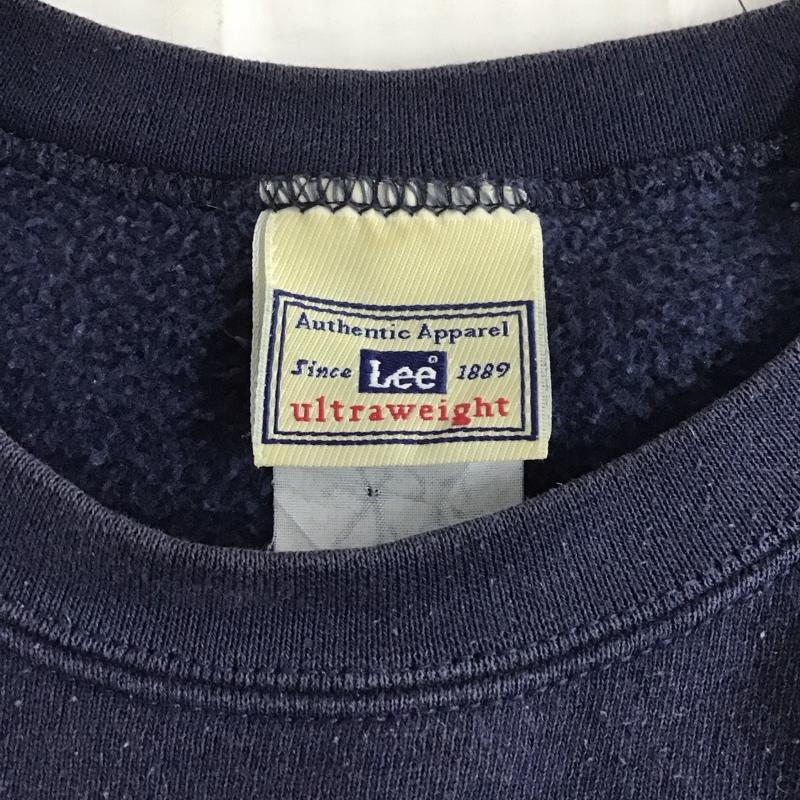 Authentic Apparel
Since Lee® 1889
ultraweight